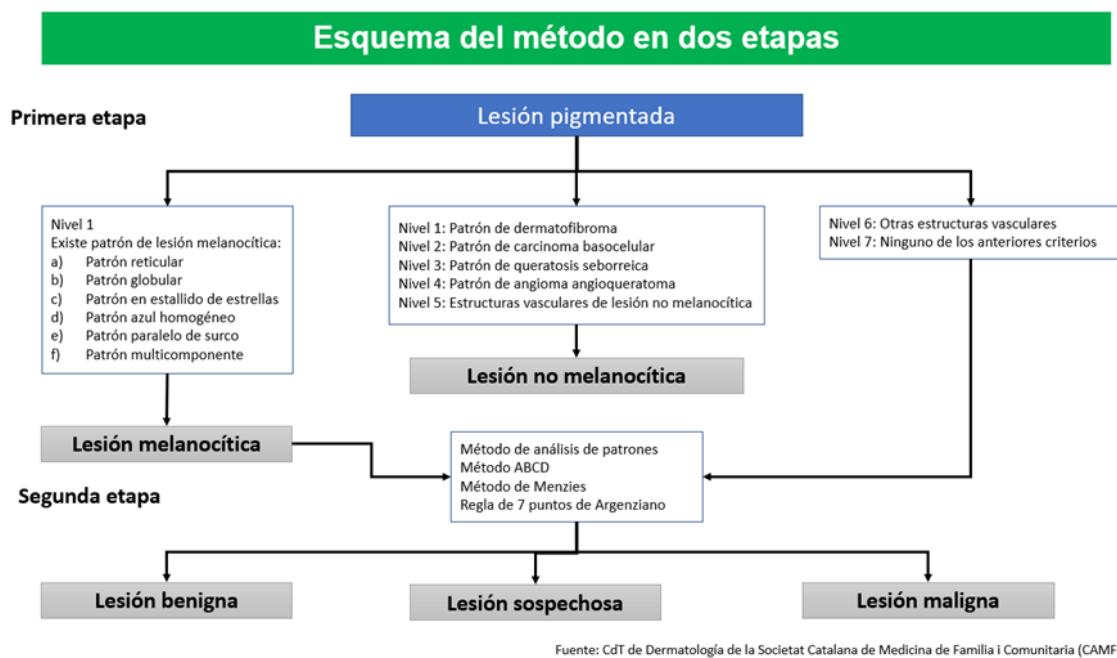 Esquema del método en dos etapas
Primera etapa
Lesión pigmentada
Nivel 1
Existe patrón de lesión melanocítica:
a) Patrón reticular
b) Patrón globular
c) Patrón en estallido de estrellas
d) Patrón azul homogéneo
e) Patrón paralelo de surco
f) Patrón multicomponente
Nivel 1: Patrón de dermatofibroma
Nivel 2: Patrón de carcinoma basocelular
Nivel 3: Patrón de queratosis seborreica
Nivel 4: Patrón de angioma angioqueratoma
Nivel 5: Estructuras vasculares de lesión no melanocítica
Nivel 6: Otras estructuras vasculares
Nivel 7: Ninguno de los anteriores criterios
Lesión no melanocítica
Lesión melanocítica
Segunda etapa
Método de análisis de patrones
Método ABCD
Método de Menzies
Regla de 7 puntos de Argenziano
Lesión benigna
Lesión sospechosa
Lesión maligna
Fuente: CdT de Dermatología de la Societat Catalana de Medicina de Familia i Comunitaria (CAMF